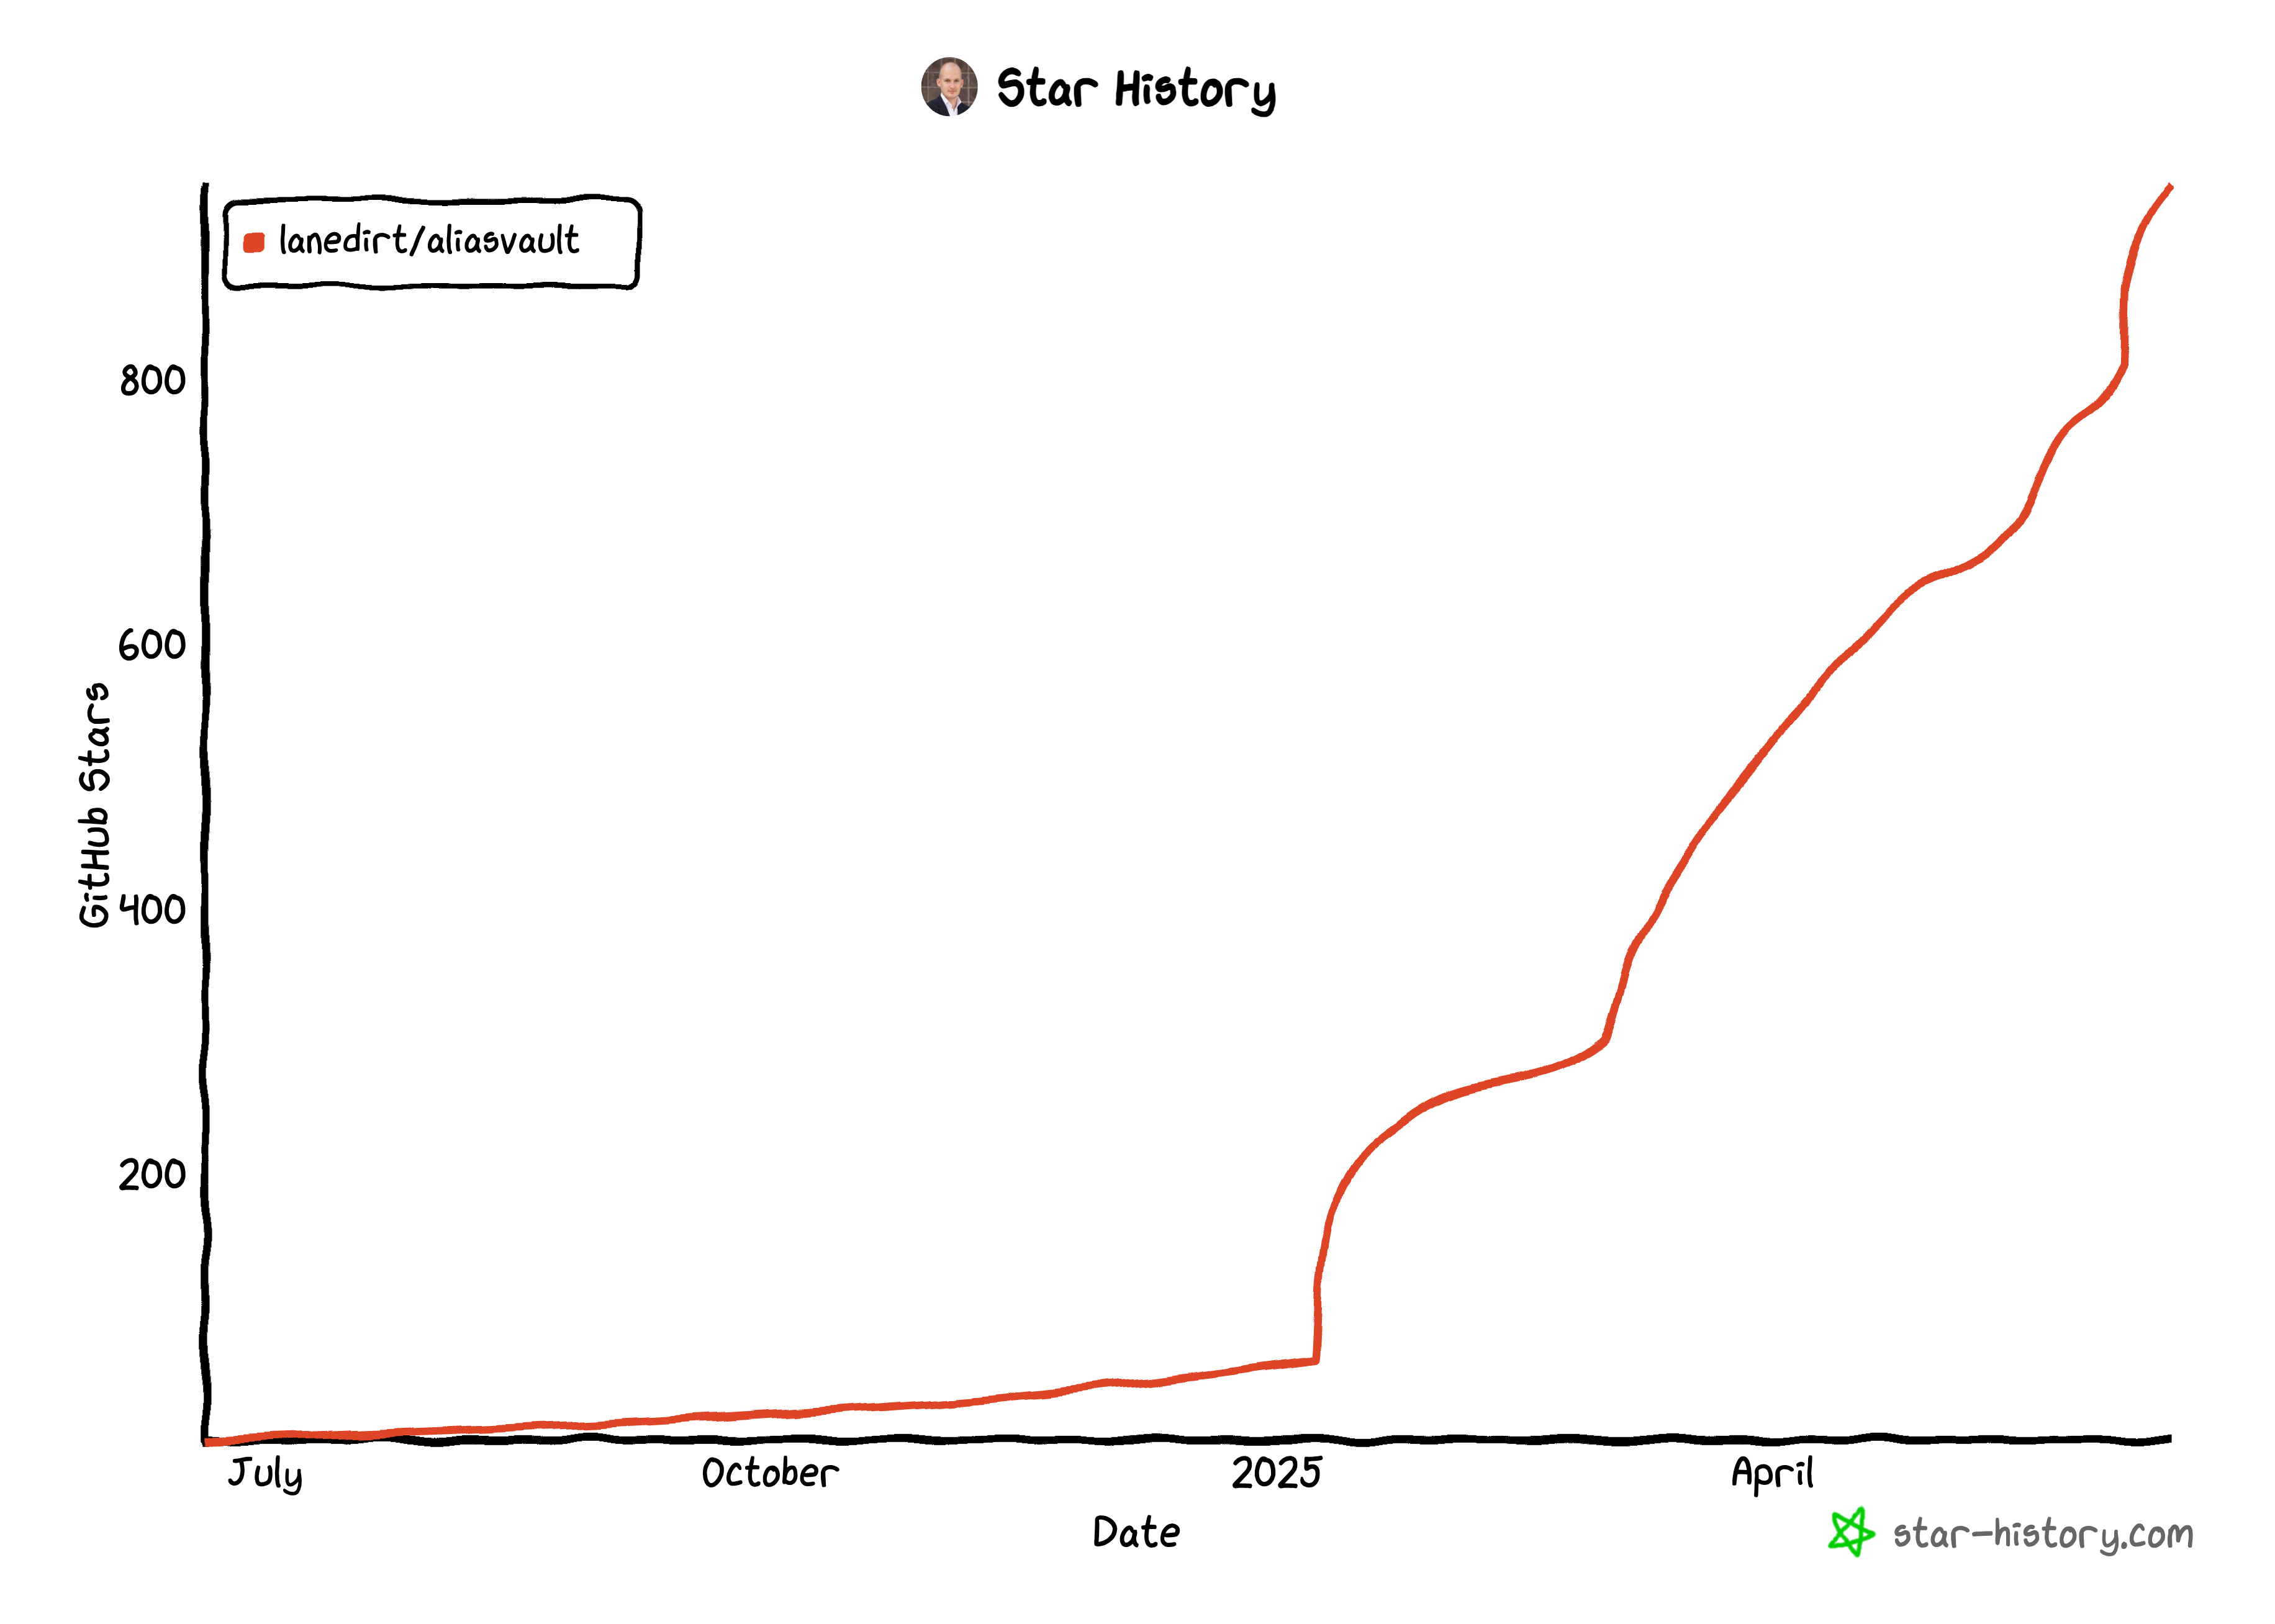 Star History
lanedirt/aliasvault
800
600
400
200
GitHub Stars
July
October
2025
April
Date
star-history.com